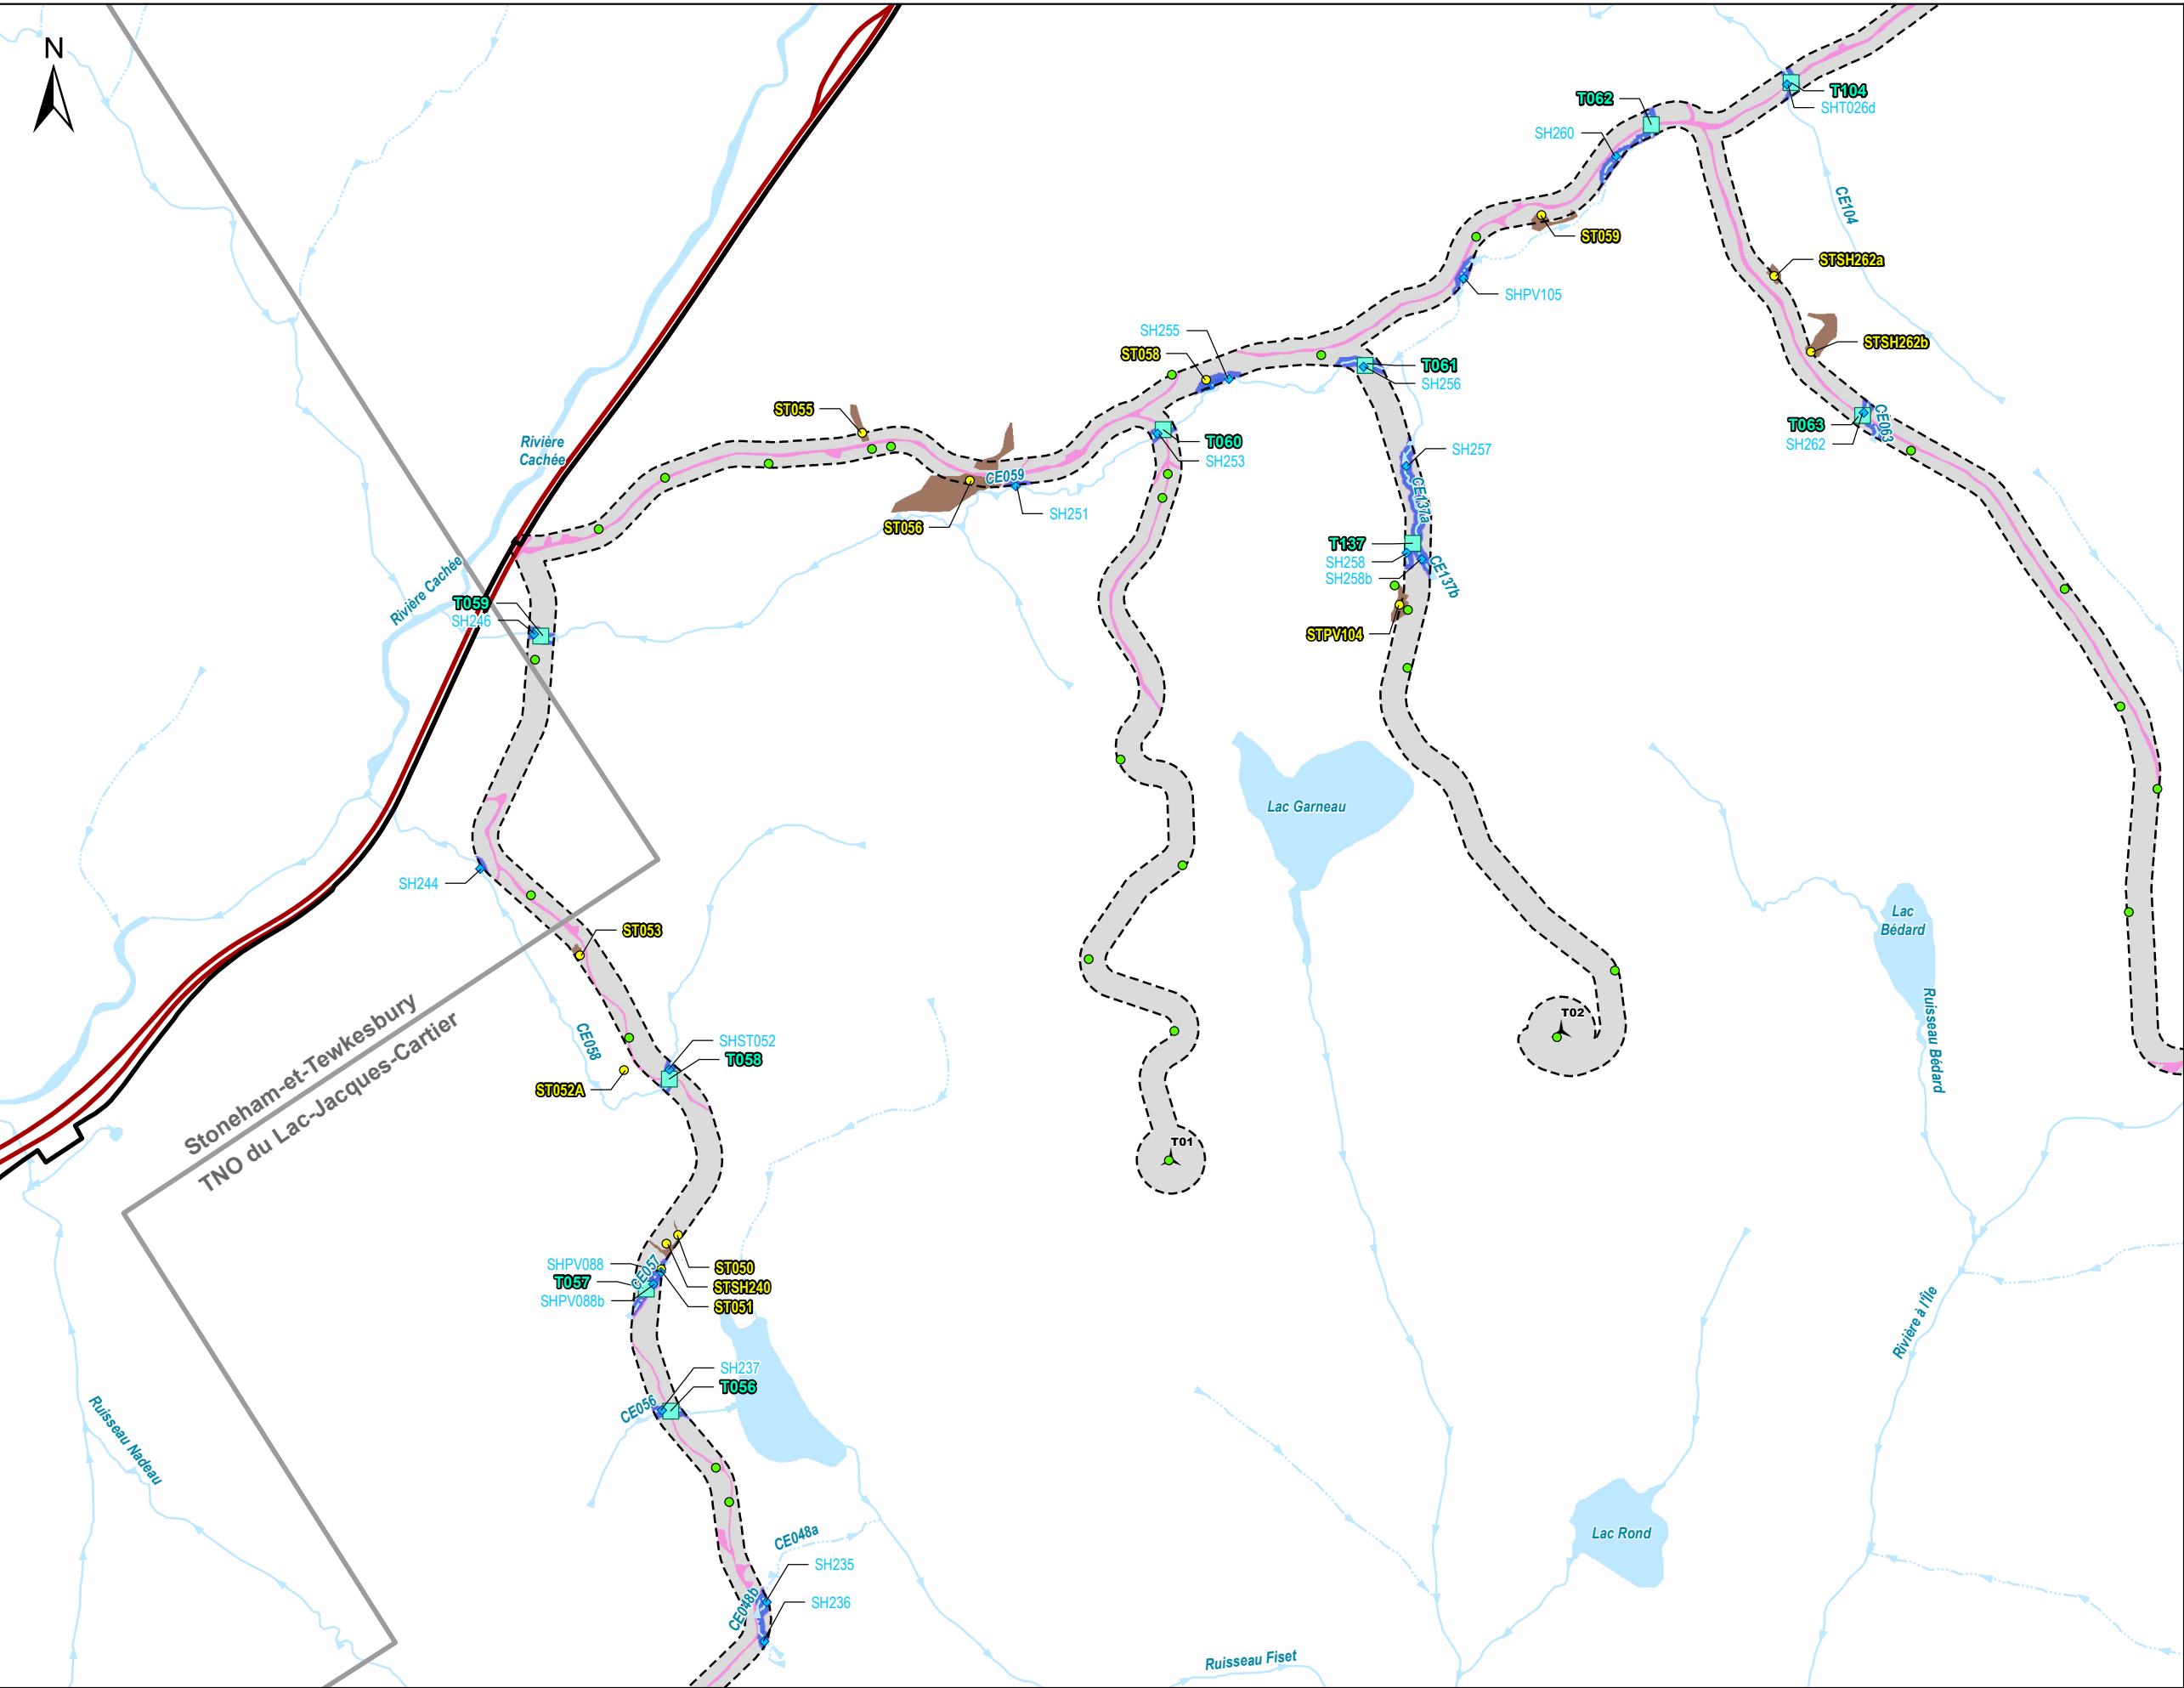 N
T104
SHT026d
T062
SH260
CE104
ST059
STSH262a
SHPV105
STSH262b
SH255
ST058
T061
SH256
CE063
T063
SH262
ST055
Rivière
Cachée
T060
SH253
SH257
CE059
CE137a
ST056
SH251
T137
SH258
SH258b
CE137b
Rivière Cachée
T059
SH246
STPV104
Lac Garneau
SH244
Lac
Bédard
ST053
Ruisseau Bédard
T02
CE058
SHST052
T058
ST052A
Stoneham-et-Tewkesbury
TNO du Lac-Jacques-Cartier
T01
SHPV088
CE057
ST050
T057
STSH240
SHPV088b
ST051
Rivière à l'Île
SH237
T056
CE056
Ruisseau Nadeau
Lac Rond
CE048a
SH235
CE048b
SH236
Ruisseau Fiset